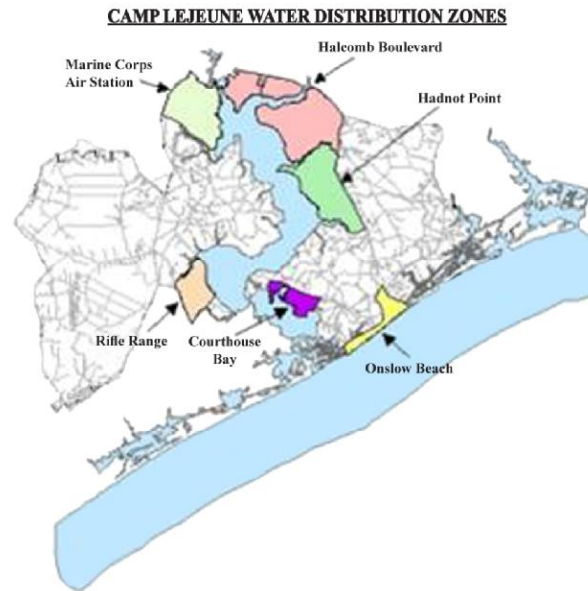 CAMP LEJEUNE WATER DISTRIBUTION ZONES
Halcomb Boulevard
Marine Corps
Air Station
Hadnot Point
Rifle Range
Courthouse
Bay
Onslow Beach